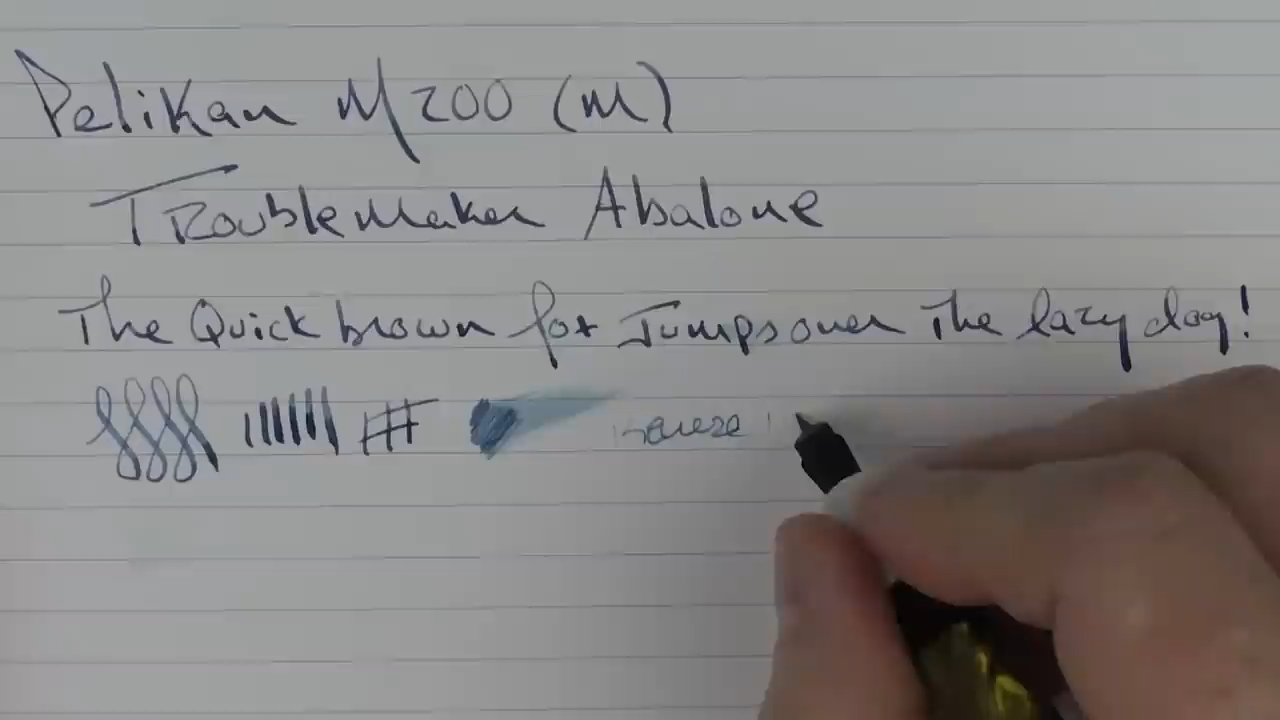 Pelikan M200 (M)
TroubleMaker Abalone
The Quick brown fox Jumps over The lazy dog!